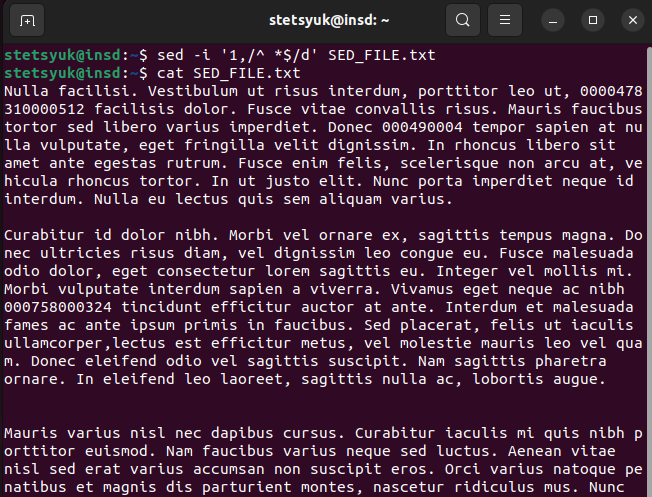 stetsyuk@insd: ~
stetsyuk@insd:~$ sed -i '1,/^ *$/d' SED_FILE.txt
stetsyuk@insd:~$ cat SED_FILE.txt
Nulla facilisi. Vestibulum ut risus interdum, porttitor leo ut, 0000478
310000512 facilisis dolor. Fusce vitae convallis risus. Mauris faucibus
tortor sed libero varius imperdiet. Donec 000490004 tempor sapien at nu
lla vulputate, eget fringilla velit dignissim. In rhoncus libero sit
amet ante egestas rutrum. Fusce enim felis, scelerisque non arcu at, ve
hicula rhoncus tortor. In ut justo elit. Nunc porta imperdiet neque id
interdum. Nulla eu lectus quis sem aliquam varius.

Curabitur id dolor nibh. Morbi vel ornare ex, sagittis tempus magna. Do
nec ultricies risus diam, vel dignissim leo congue eu. Fusce malesuada
odio dolor, eget consectetur lorem sagittis eu. Integer vel mollis mi.
Morbi vulputate interdum sapien a viverra. Vivamus eget neque ac nibh
000758000324 tincidunt efficitur auctor at ante. Interdum et malesuada
fames ac ante ipsum primis in faucibus. Sed placerat, felis ut iaculis
ullamcorper,lectus est efficitur metus, vel molestie mauris leo vel qua
m. Donec eleifend odio vel sagittis suscipit. Nam sagittis pharetra
ornare. In eleifend leo laoreet, sagittis nulla ac, lobortis augue.

Mauris varius nisl nec dapibus cursus. Curabitur iaculis mi quis nibh p
orttitor euismod. Nam faucibus varius neque sed luctus. Aenean vitae
nisl sed erat varius accumsan non suscipit eros. Orci varius natoque pe
natibus et magnis dis parturient montes, nascetur ridiculus mus. Nunc